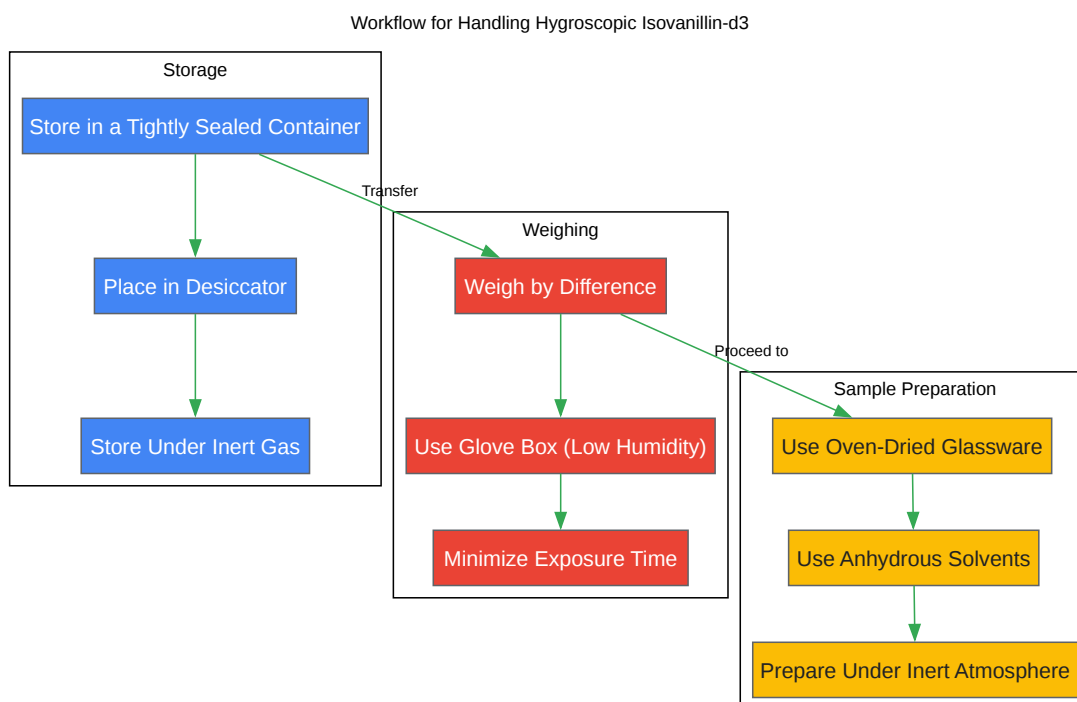 Workflow for Handling Hygroscopic Isovanillin-d3
Storage
Store in a Tightly Sealed Container
Transfer
Weighing
Place in Desiccator
Weigh by Difference
Proceed to
Sample Preparation
Store Under Inert Gas
Use Glove Box (Low Humidity)
Use Oven-Dried Glassware
Minimize Exposure Time
Use Anhydrous Solvents
Prepare Under Inert Atmosphere